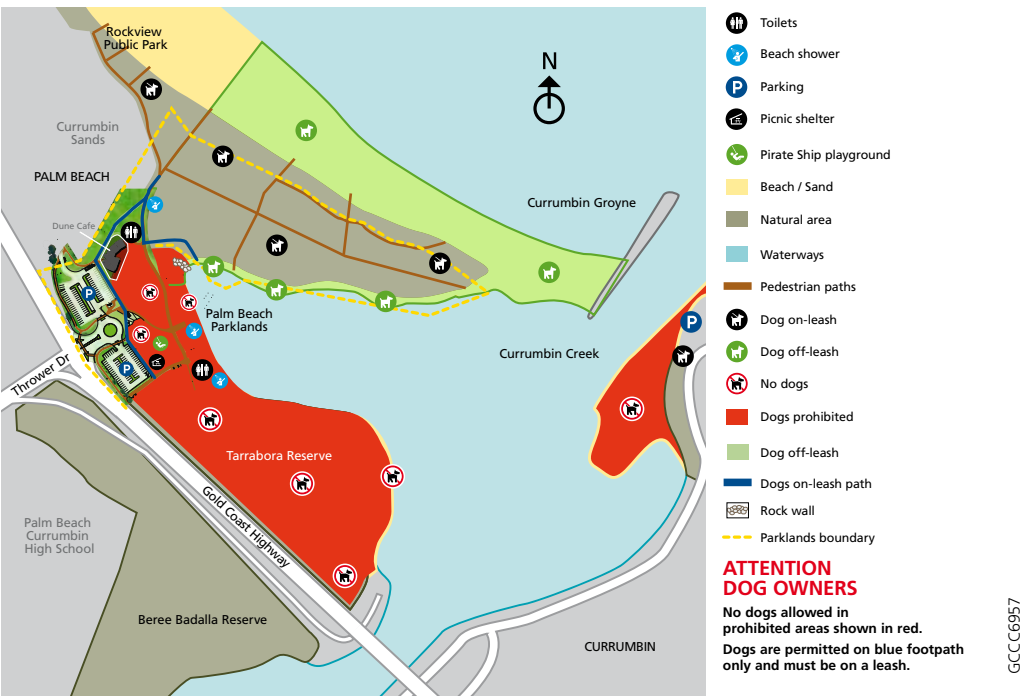 Rockview
Public Park
Currumbin
Sands
PALM BEACH
Dune Cafe
N
Currumbin Groyne
Palm Beach
Parklands
Currumbin Creek
Thrower Dr
Tarrabora Reserve
Gold Coast Highway
Palm Beach
Currumbin
High School
Beree Badalla Reserve
CURRUMBIN
P
P
P
Toilets
Beach shower
P Parking
Picnic shelter
Pirate Ship playground
Beach / Sand
Natural area
Waterways
Pedestrian paths
Dog on-leash
Dog off-leash
No dogs
Dogs prohibited
Dog off-leash
Dogs on-leash path
Rock wall
Parklands boundary
ATTENTION
DOG OWNERS
No dogs allowed in
prohibited areas shown in red.
Dogs are permitted on blue footpath
only and must be on a leash.
GCCC6957